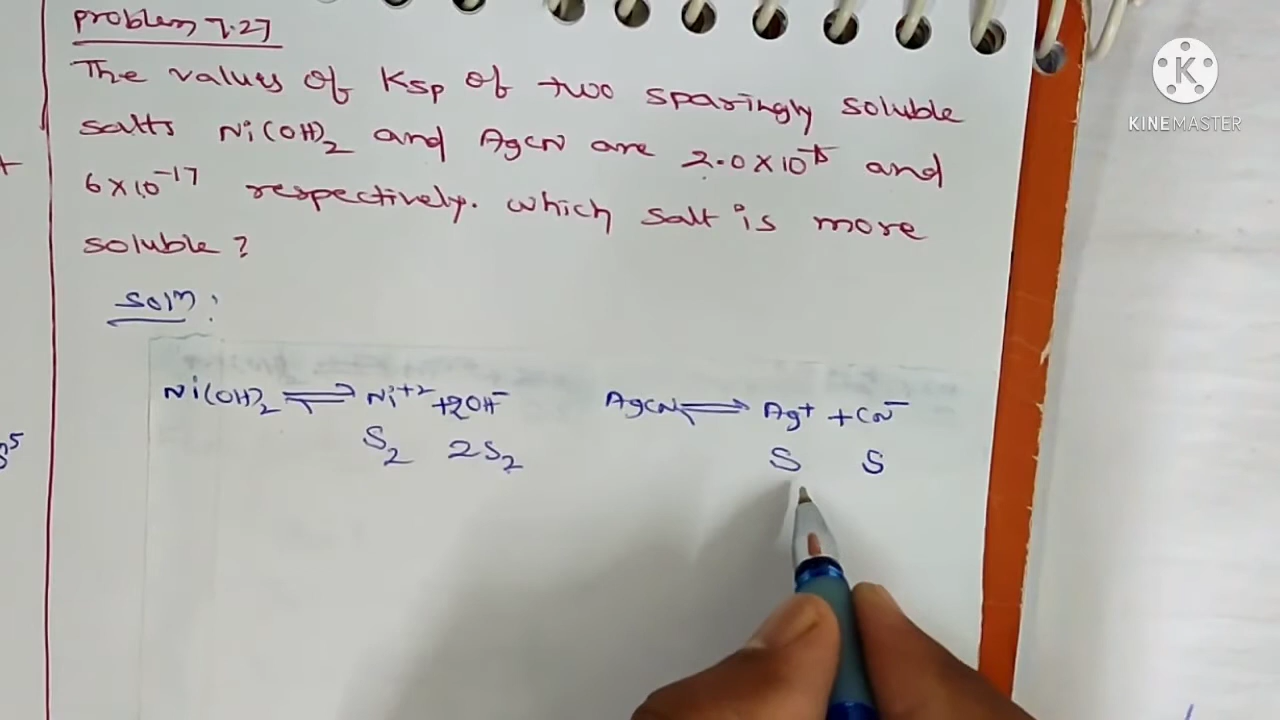 problem 7.27
The values of Ksp of two sparingly soluble
salts Ni(OH)2 and AgCN are 2.0×10 and
6×10^-17 respectively. which salt is more
soluble?
Soln:
Ni(OH)2 ⇌ Ni+2 + 2OH- AgCN ⇌ Ag+ + CN-
S2 2S2 S S
K
KINEMASTER